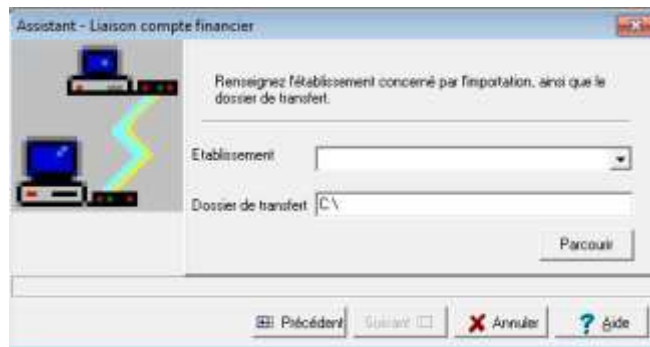 Assistant - Liaison compte financier
Renseignez l'établissement concerné par l'importation, ainsi que le
dossier de transfert.
Etablissement
Dossier de transfert C:\
Parcourir
Précédent Suivant Annuler ? Aide